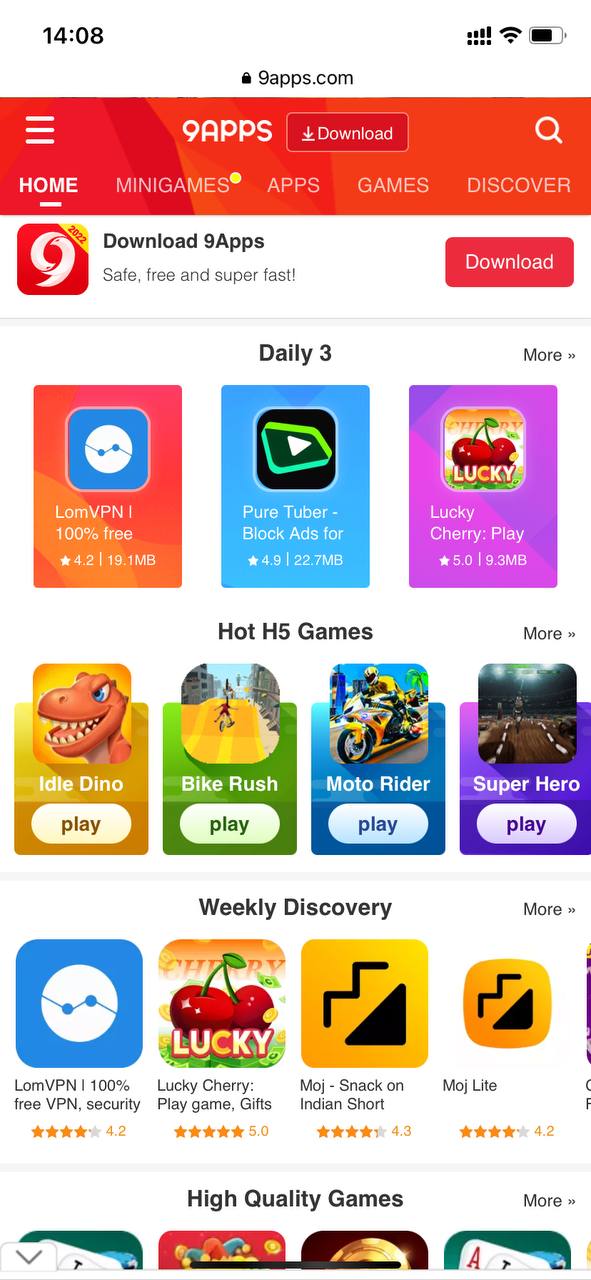 14:08
9apps.com
9APPS
Download
HOME
MINIGAMES
APPS
GAMES
DISCOVER
2022
Download 9Apps
Safe, free and super fast!
Download
Daily 3
More »
CHERRY
LUCKY
LomVPN |
100% free
4.2 | 19.1MB
Pure Tuber -
Block Ads for
4.9 | 22.7MB
Lucky
Cherry: Play
5.0 | 9.3MB
Hot H5 Games
More »
Idle Dino
play
Bike Rush
play
Moto Rider
play
Super Hero
play
Weekly Discovery
More »
CHERRY
LUCKY
LomVPN | 100%
free VPN, security
4.2
Lucky Cherry:
Play game, Gifts
5.0
Moj - Snack on
Indian Short
4.3
Moj Lite
4.2
High Quality Games
More »
A